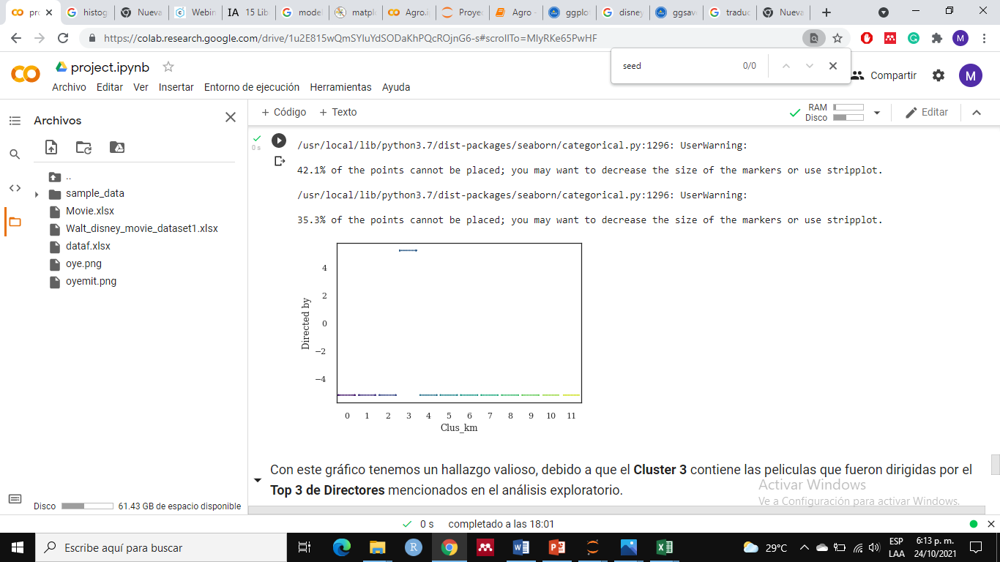 pro
histog
Nueva
Webin
IA 15 Lib
model
matpl
Agro.i
Proye
Agro -
ggplo
disney
ggsav
traduc
Nueva
https://colab.research.google.com/drive/1u2E815wQmSYluYdSODaKhPQcROjnG6-s#scrollTo=MlyRKe65PwHF
M
seed 0/0
project.ipynb
Compartir
M
Archivo Editar Ver Insertar Entorno de ejecución Herramientas Ayuda
Archivos
+ Código + Texto
RAM
Disco
Editar
..
sample_data
Movie.xlsx
Walt_disney_movie_dataset1.xlsx
dataf.xlsx
oye.png
oyemit.png
Disco 61.43 GB de espacio disponible
0 s
/usr/local/lib/python3.7/dist-packages/seaborn/categorical.py:1296: UserWarning:
42.1% of the points cannot be placed; you may want to decrease the size of the markers or use stripplot.
/usr/local/lib/python3.7/dist-packages/seaborn/categorical.py:1296: UserWarning:
35.3% of the points cannot be placed; you may want to decrease the size of the markers or use stripplot.
Directed by
4
2
0
−2
−4
0 1 2 3 4 5 6 7 8 9 10 11
Clus_km
Con este gráfico tenemos un hallazgo valioso, debido a que el Cluster 3 contiene las peliculas que fueron dirigidas por el
Top 3 de Directores mencionados en el análisis exploratorio.
Activar Windows
Ve a Configuración para activar Windows.
0 s completado a las 18:01
Escribe aquí para buscar
29°C
ESP
LAA
6:13 p. m.
24/10/2021